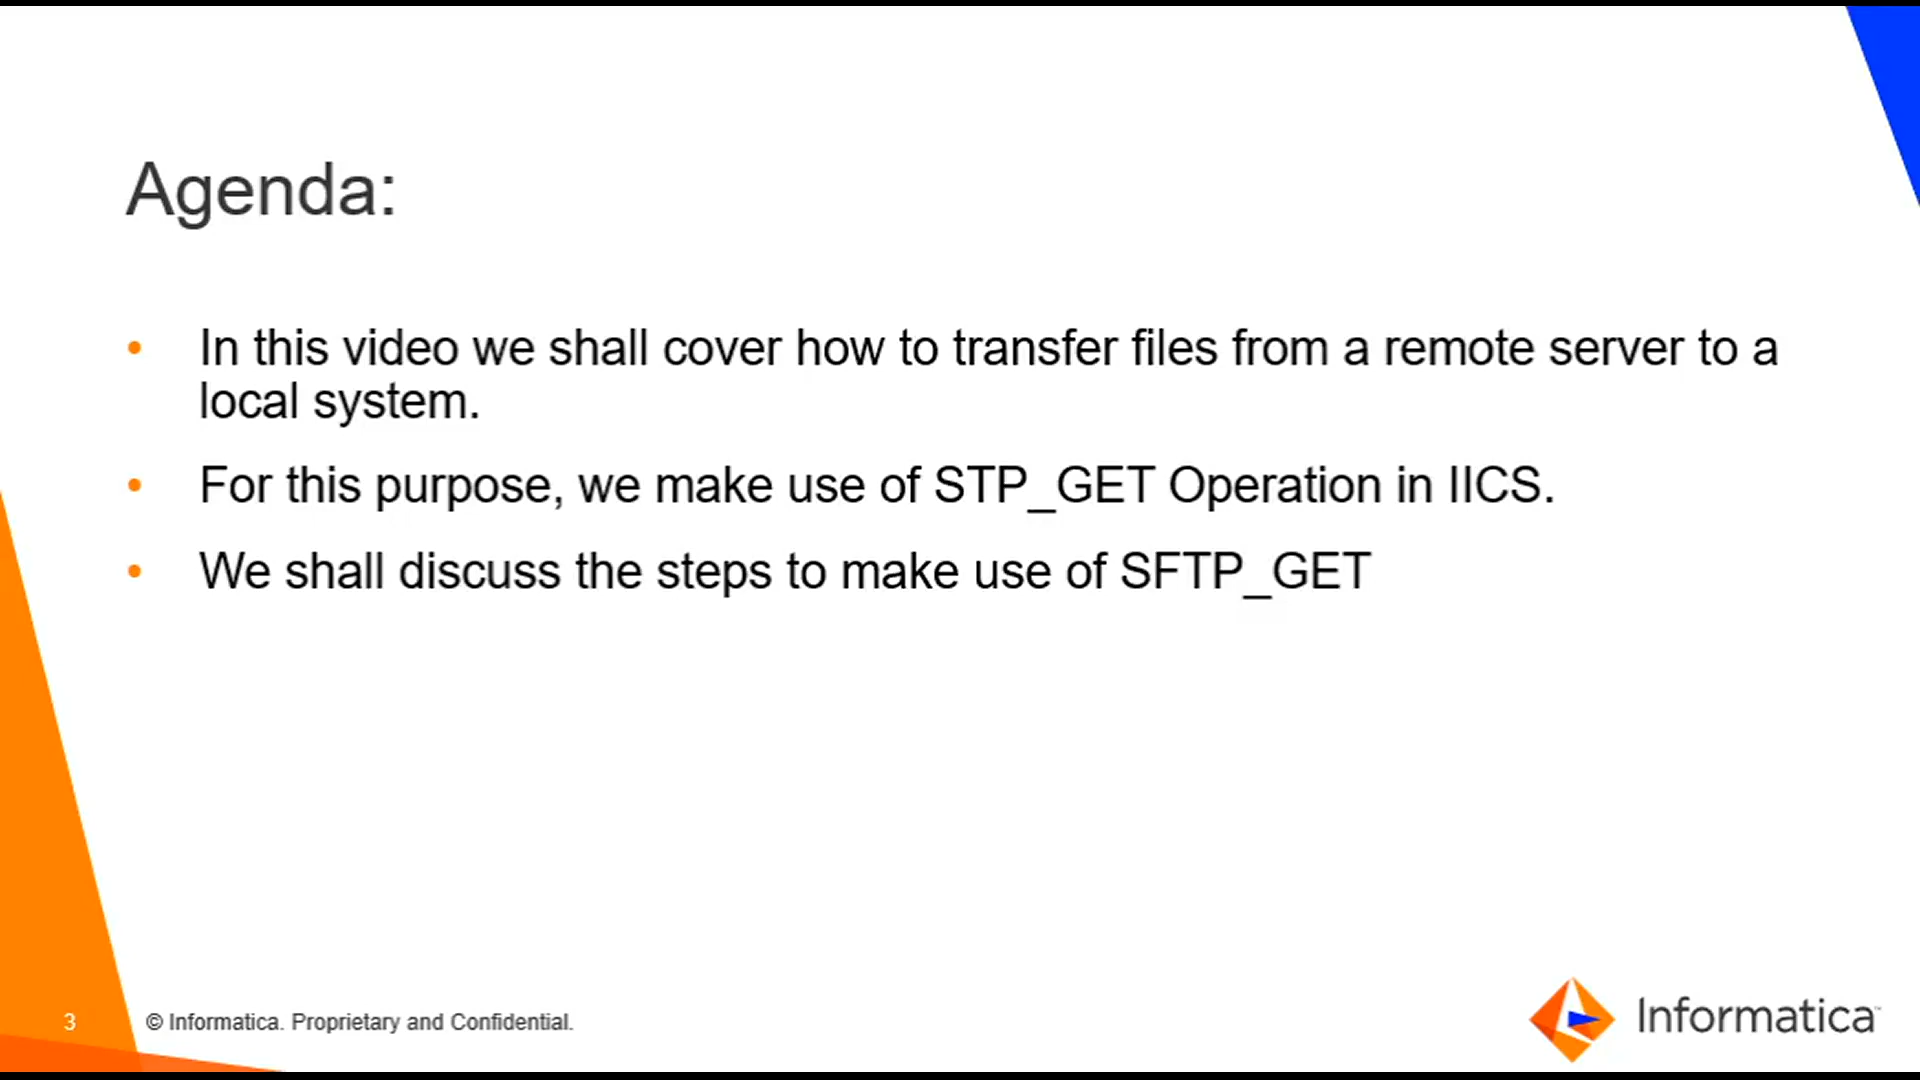 Agenda:
• In this video we shall cover how to transfer files from a remote server to a
local system.
• For this purpose, we make use of STP_GET Operation in IICS.
• We shall discuss the steps to make use of SFTP_GET
3
© Informatica. Proprietary and Confidential.
Informatica™